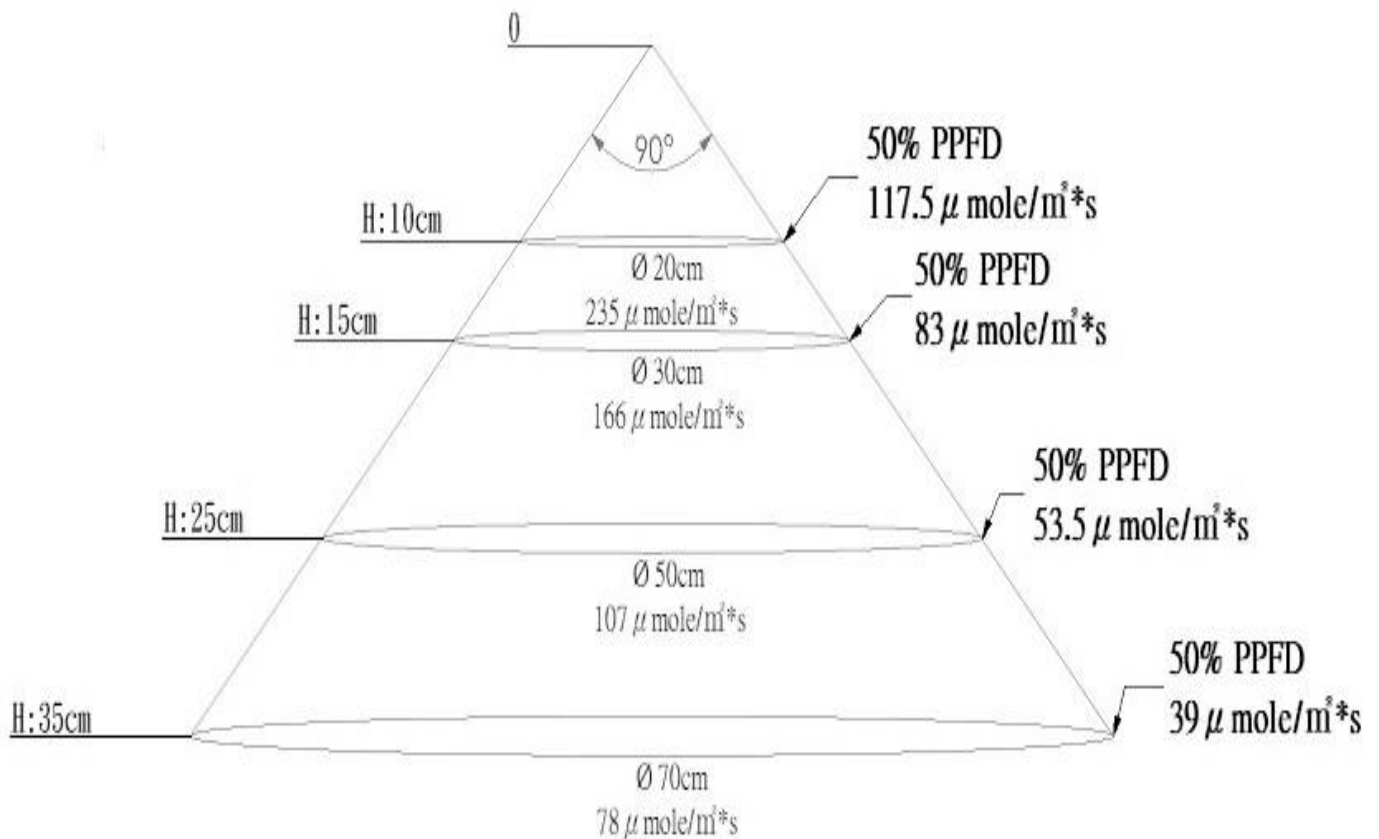 0
90°
50% PPFD
117.5 μ mole/m²*s
H:10cm
Ø 20cm
235 μ mole/m²*s
50% PPFD
83 μ mole/m²*s
H:15cm
Ø 30cm
166 μ mole/m²*s
50% PPFD
53.5 μ mole/m²*s
H:25cm
Ø 50cm
107 μ mole/m²*s
50% PPFD
39 μ mole/m²*s
H:35cm
Ø 70cm
78 μ mole/m²*s